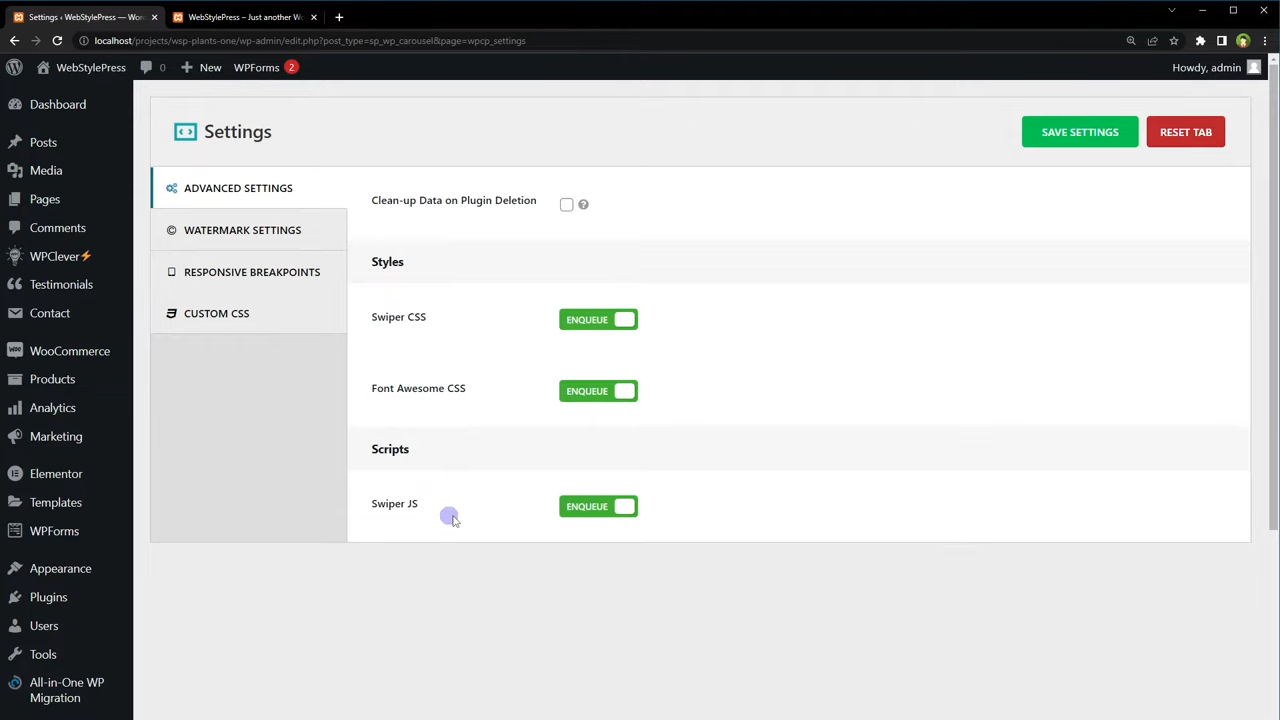 Settings ‹ WebStylePress — Wor
WebStylePress – Just another Wo
localhost/projects/wsp-plants-one/wp-admin/edit.php?post_type=sp_wp_carousel&page=wpcp_settings
WebStylePress
0
New
WPForms 2
Howdy, admin
Dashboard
Posts
Media
Pages
Comments
WPClever⚡
Testimonials
Contact
WooCommerce
Products
Analytics
Marketing
Elementor
Templates
WPForms
Appearance
Plugins
Users
Tools
All-in-One WP
Migration
Settings
SAVE SETTINGS
RESET TAB
ADVANCED SETTINGS
WATERMARK SETTINGS
RESPONSIVE BREAKPOINTS
CUSTOM CSS
Clean-up Data on Plugin Deletion
Styles
Swiper CSS
ENQUEUE
Font Awesome CSS
ENQUEUE
Scripts
Swiper JS
ENQUEUE